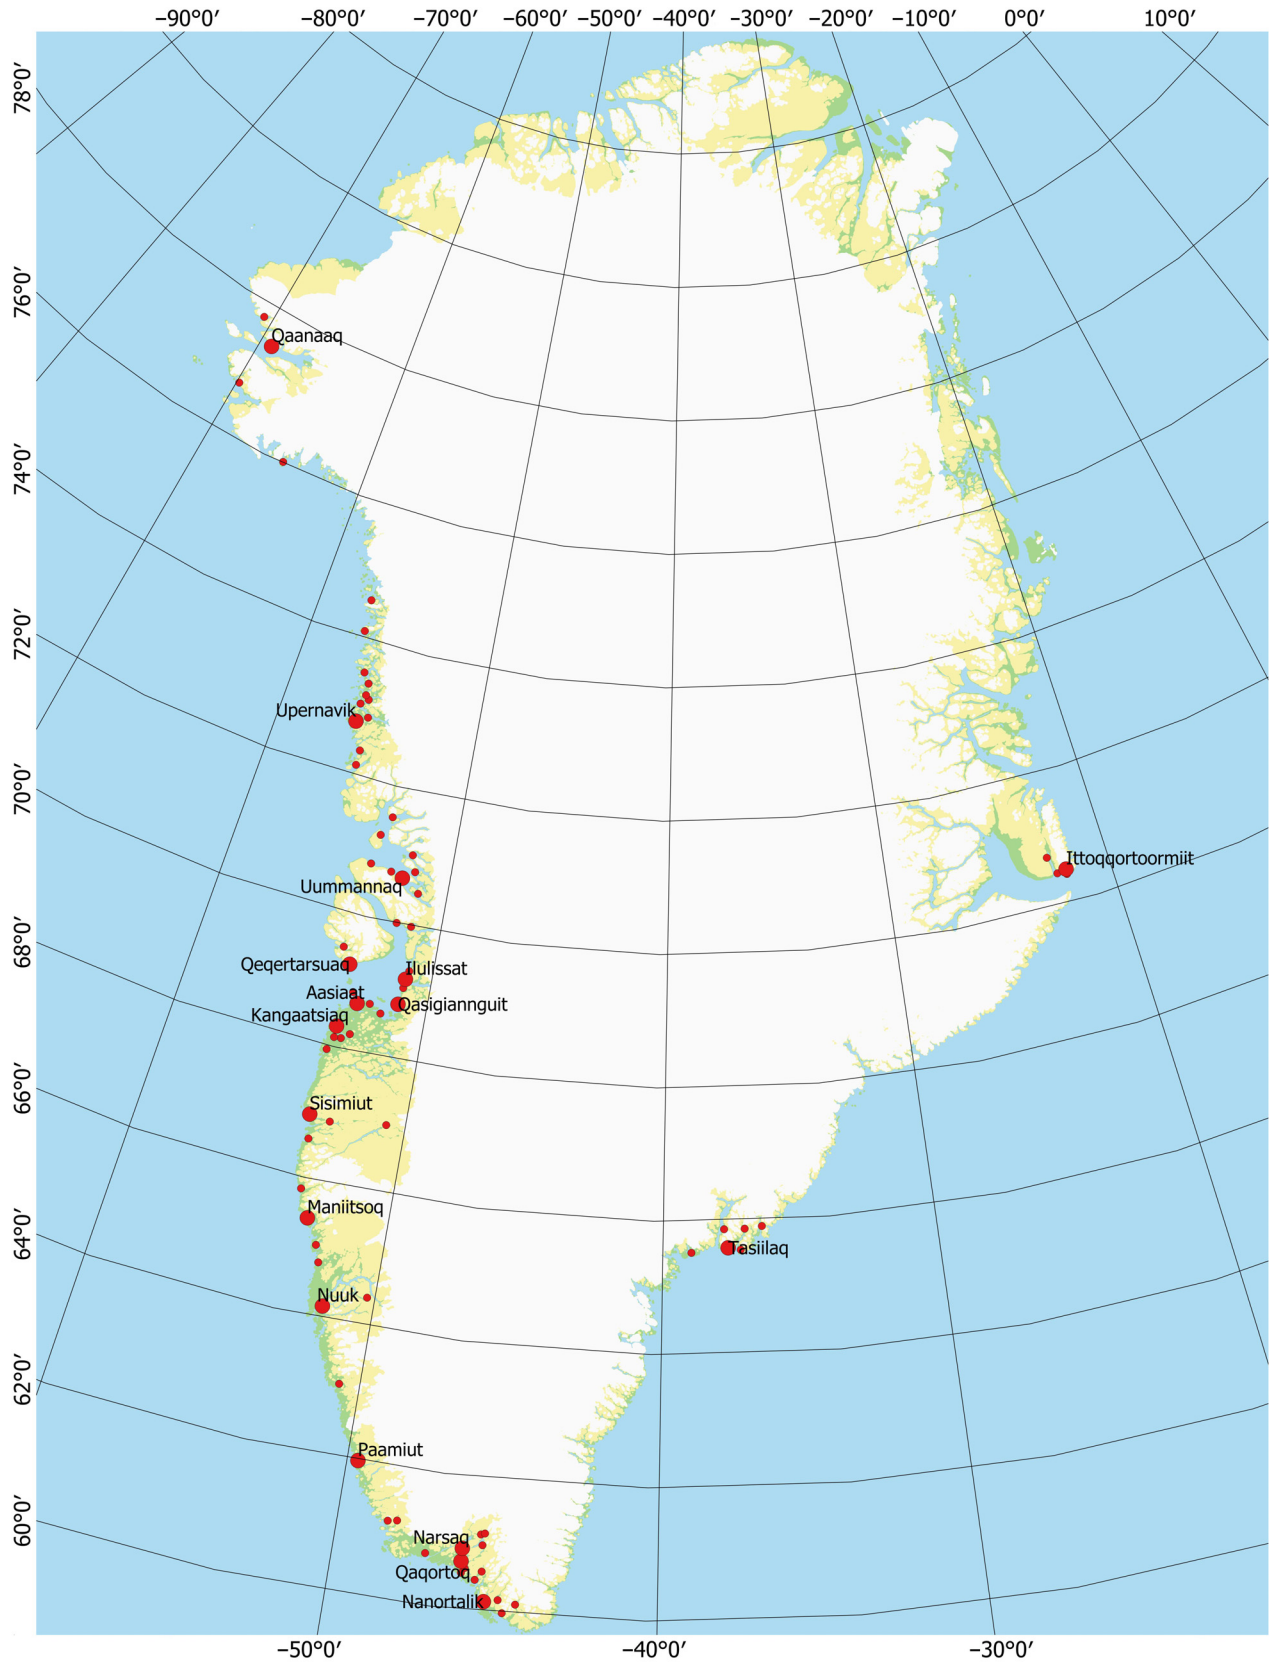 −90°0′ −80°0′ −70°0′ −60°0′ −50°0′ −40°0′ −30°0′ −20°0′ −10°0′ 0°0′ 10°0′
78°0′
76°0′
Qaanaaq
74°0′
72°0′
Upernavik
70°0′
Ittoqqortoormiit
Uummannaq
68°0′
Qeqertarsuaq
Ilulissat
Aasiaat
Qasigiannguit
Kangaatsiaq
66°0′
Sisimiut
Maniitsoq
64°0′
Tasiilaq
Nuuk
62°0′
Paamiut
60°0′
Narsaq
Qaqortoq
Nanortalik
−50°0′ −40°0′ −30°0′